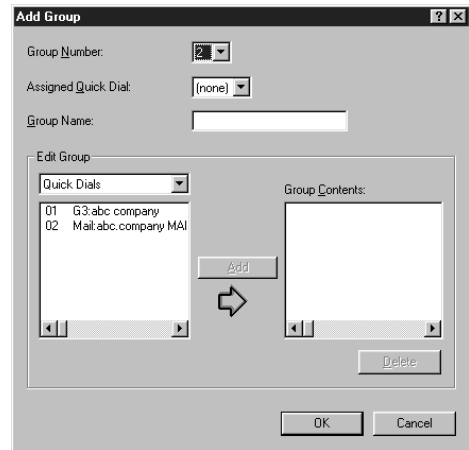 Add Group
Group Number:
2
Assigned Quick Dial:
(none)
Group Name:
Edit Group
Quick Dials
Group Contents:
01 G3:abc company
02 Mail:abc.company MAI
Add
Delete
OK
Cancel